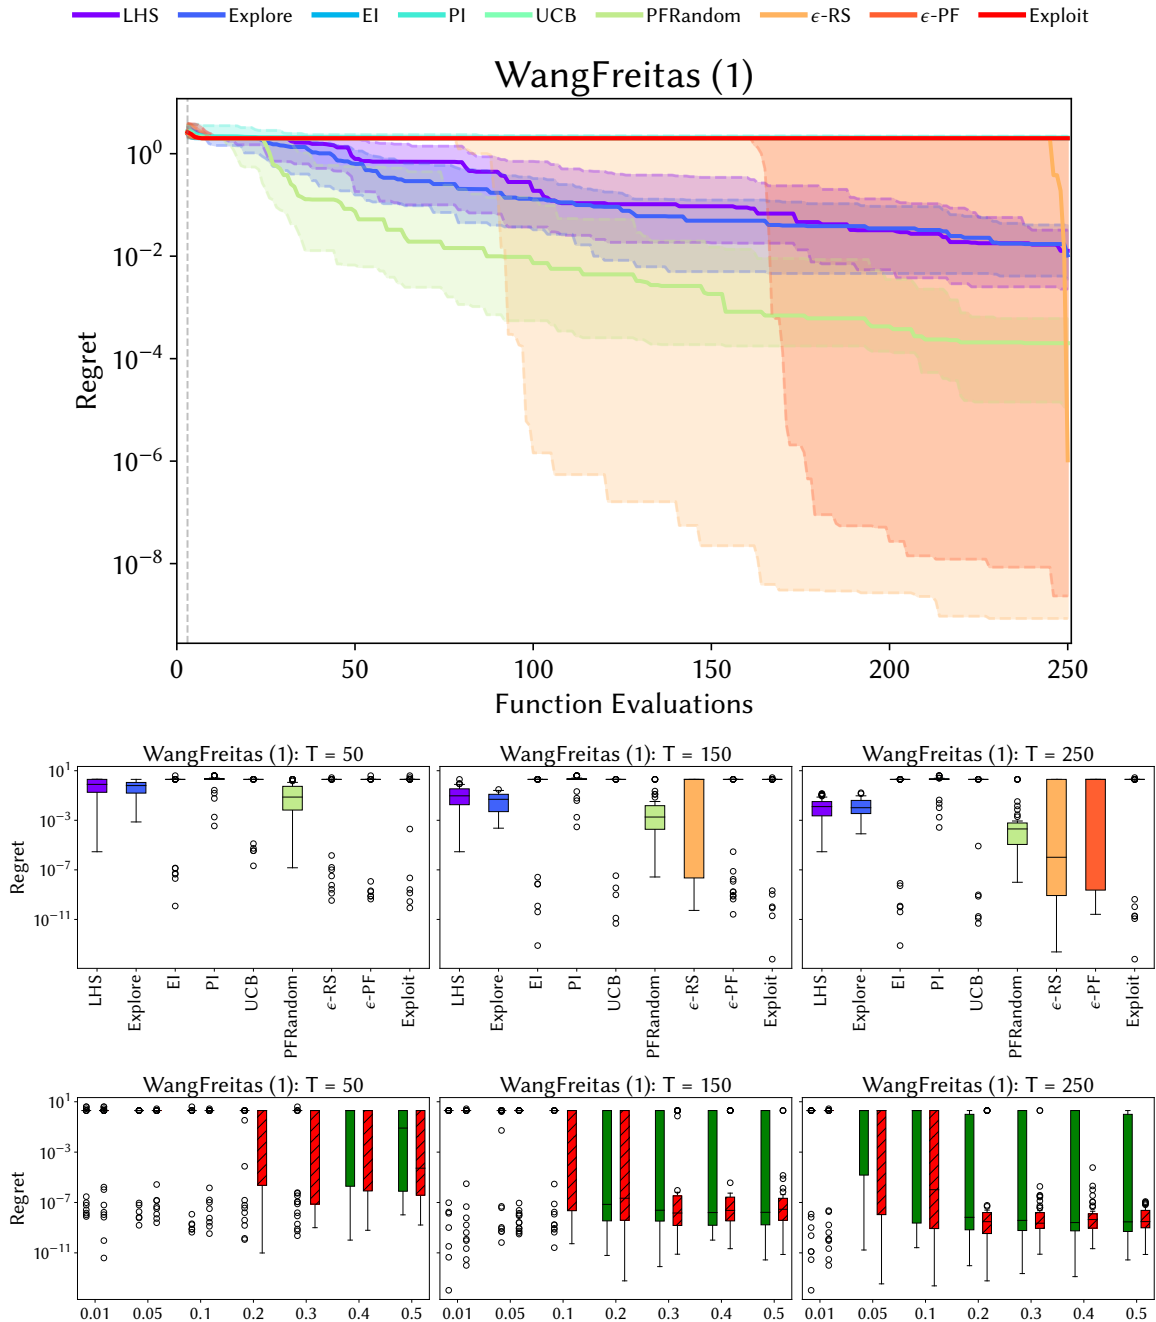 LHS Explore EI PI UCB PFRandom ϵ-RS ϵ-PF Exploit
WangFreitas (1)
10⁰
10⁻²
10⁻⁴
10⁻⁶
10⁻⁸
Regret
0 50 100 150 200 250
Function Evaluations
WangFreitas (1): T = 50 WangFreitas (1): T = 150 WangFreitas (1): T = 250
10¹
10⁻³
10⁻⁷
10⁻¹¹
Regret
LHS Explore EI PI UCB PFRandom ϵ-RS ϵ-PF Exploit LHS Explore EI PI UCB PFRandom ϵ-RS ϵ-PF Exploit LHS Explore EI PI UCB PFRandom ϵ-RS ϵ-PF Exploit
WangFreitas (1): T = 50 WangFreitas (1): T = 150 WangFreitas (1): T = 250
10¹
10⁻³
10⁻⁷
10⁻¹¹
Regret
0.01 0.05 0.1 0.2 0.3 0.4 0.5 0.01 0.05 0.1 0.2 0.3 0.4 0.5 0.01 0.05 0.1 0.2 0.3 0.4 0.5